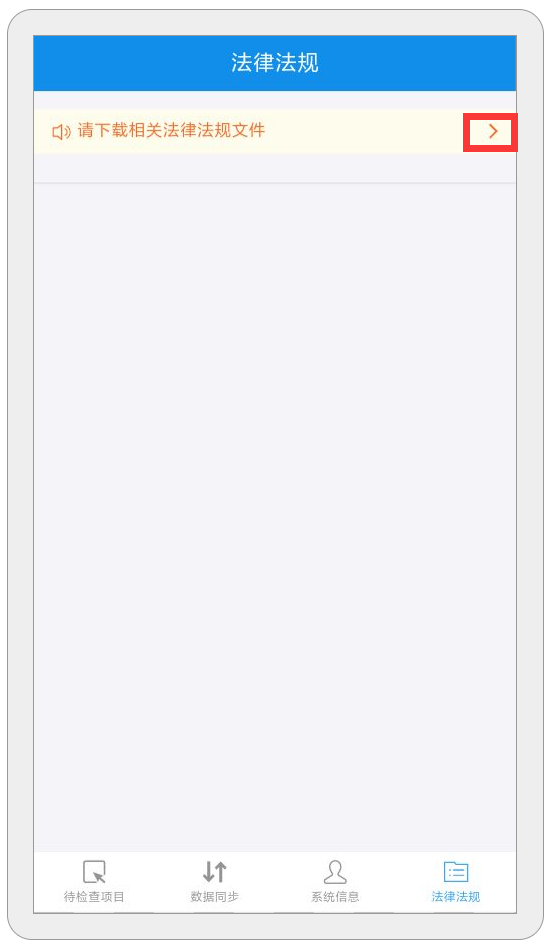 法律法规
请下载相关法律法规文件
待检查项目
数据同步
系统信息
法律法规